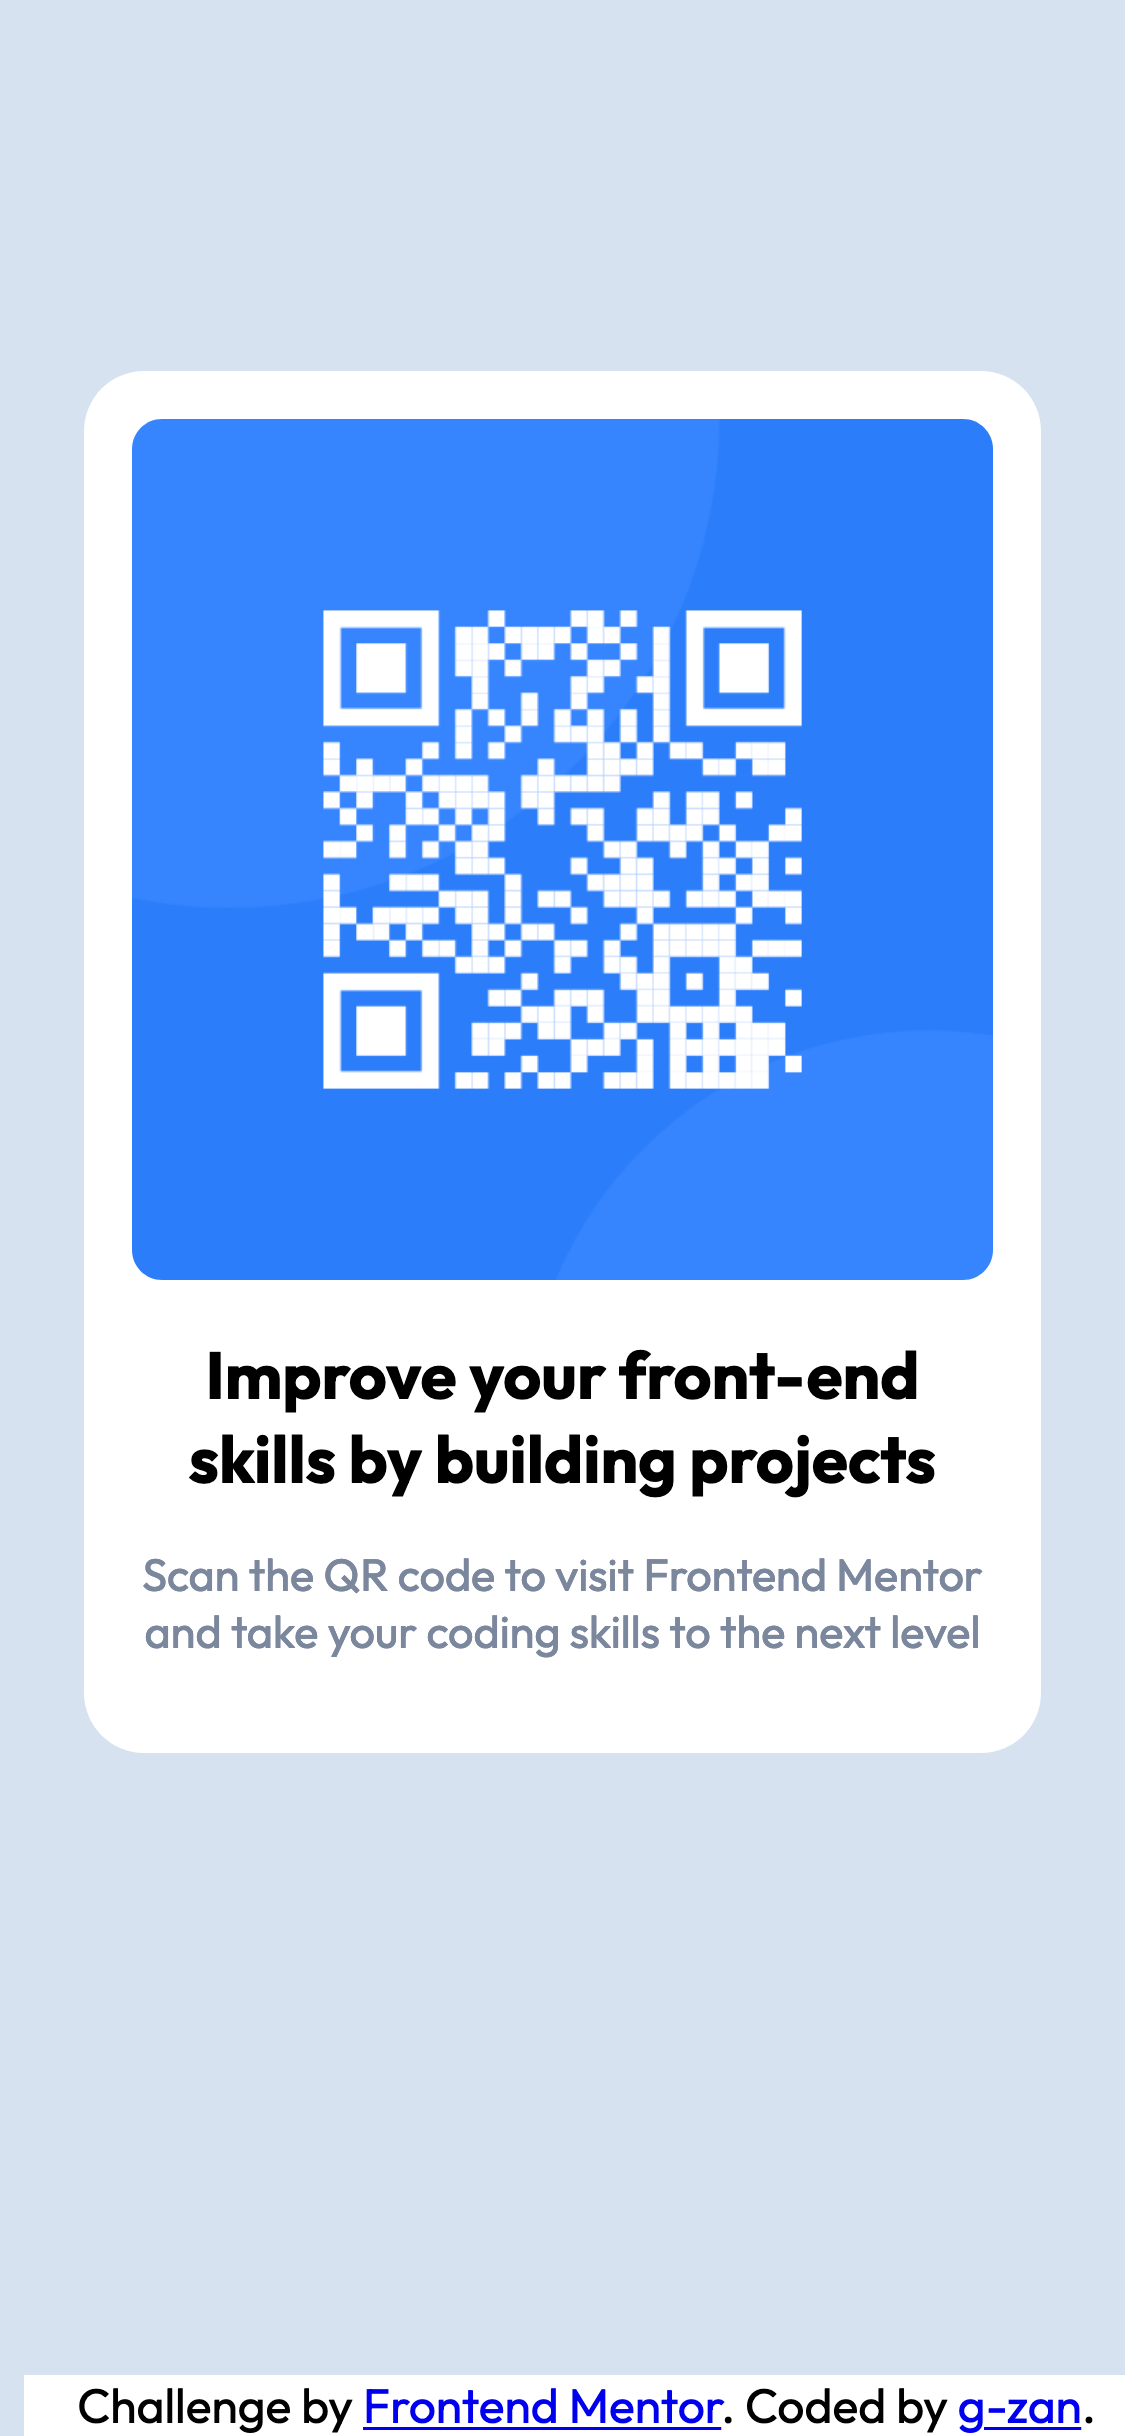 Improve your front-end
skills by building projects
Scan the QR code to visit Frontend Mentor
and take your coding skills to the next level
Challenge by Frontend Mentor. Coded by g-zan.